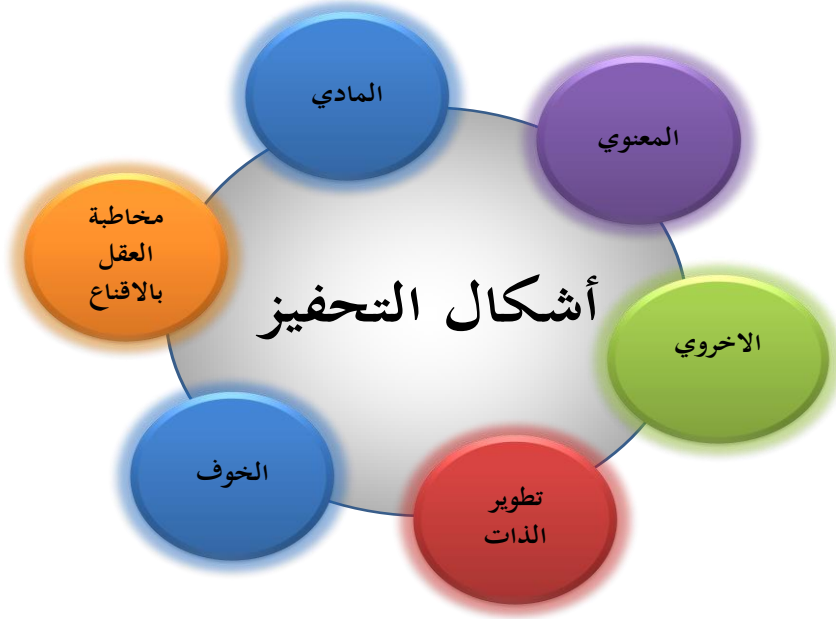 أشكال التحفيز
المادي
المعنوي
الاخروي
تطوير
الذات
الخوف
مخاطبة
العقل
بالاقناع